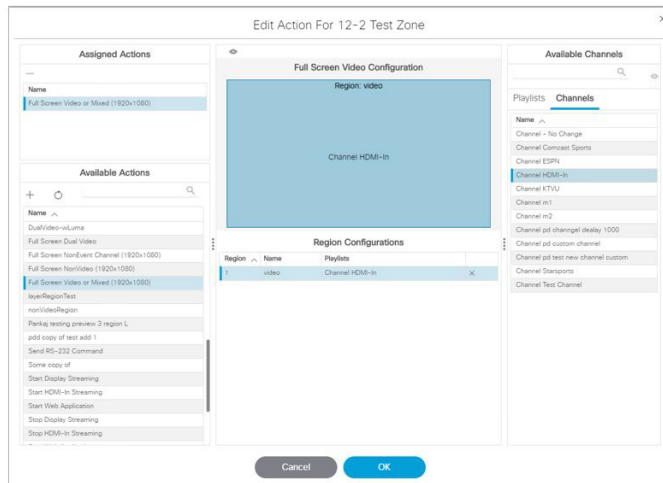 Edit Action For 12-2 Test Zone
Assigned Actions
Name
Full Screen Video or Mixed (1920x1080)
Available Actions
Name
DualVideo-wLuma
Full Screen Dual Video
Full Screen NonEvent Channel (1920x1080)
Full Screen NonVideo (1920x1080)
Full Screen Video or Mixed (1920x1080)
layerRegionTest
nonVideoRegion
Pankaj testing preview 3 region L
pdd copy of test add 1
Send RS-232 Command
Some copy of
Start Display Streaming
Start HDMI-In Streaming
Start Web Application
Stop Display Streaming
Stop HDMI-In Streaming
Full Screen Video Configuration
Region: video
Channel HDMI-In
Region Configurations
Region Name Playlists
1 video Channel HDMI-In
Available Channels
Playlists Channels
Name
Channel - No Change
Channel Comcast Sports
Channel ESPN
Channel HDMI-In
Channel KTVU
Channel m1
Channel m2
Channel pd channgel dealay 1000
Channel pd custom channel
Channel pd test new channel custom
Channel Starsports
Channel Test Channel
Cancel OK